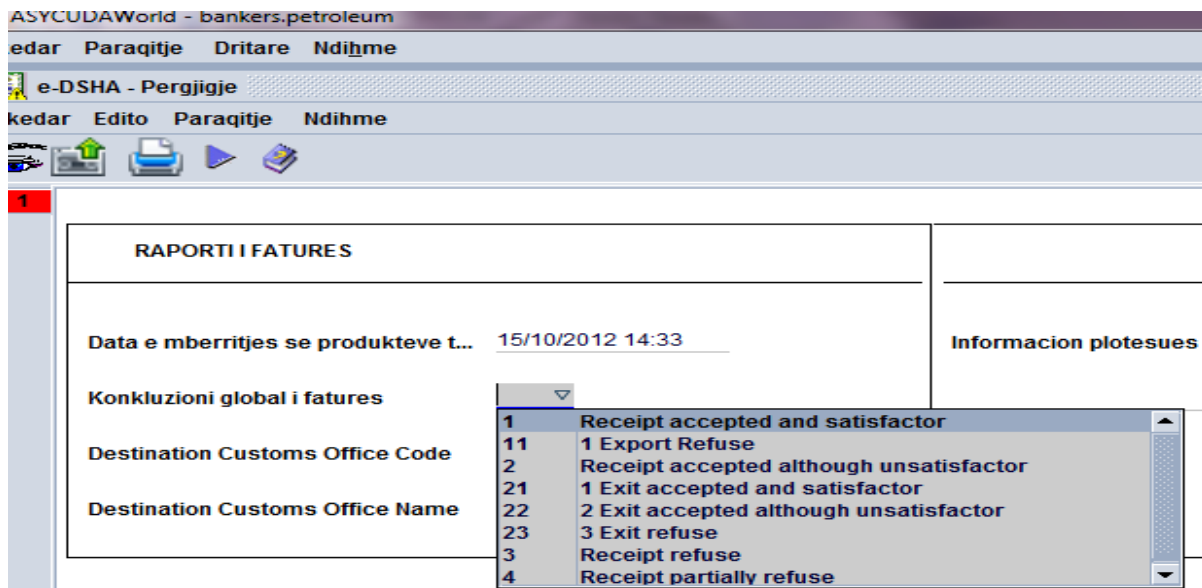 ASYCUDAWorld - bankers.petroleum
edar Paraqitje Dritare Ndihme
e-DSHA - Pergjigje
kedar Edito Paraqitje Ndihme
1
RAPORTI I FATURES
Data e mberritjes se produkteve t... 15/10/2012 14:33 Informacion plotesues
Konkluzioni global i fatures
1 Receipt accepted and satisfactor
11 1 Export Refuse
Destination Customs Office Code
2 Receipt accepted although unsatisfactor
21 1 Exit accepted and satisfactor
22 2 Exit accepted although unsatisfactor
Destination Customs Office Name
23 3 Exit refuse
3 Receipt refuse
4 Receipt partially refuse